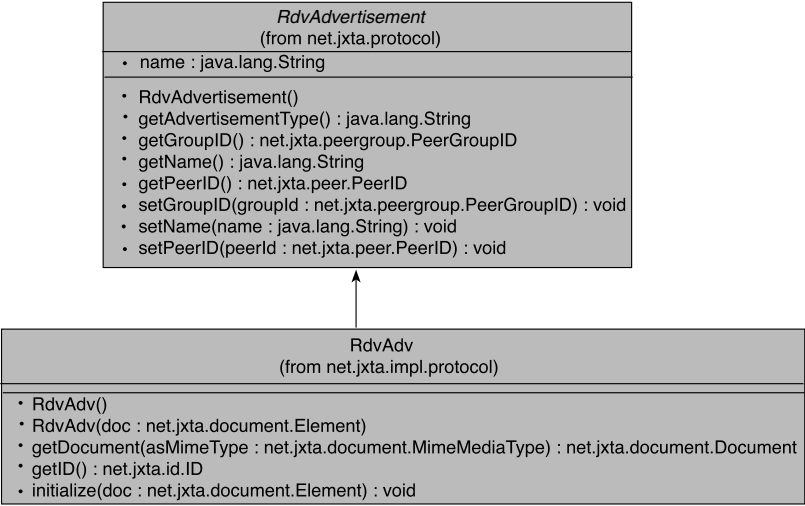 RdvAdvertisement
(from net.jxta.protocol)
• name : java.lang.String
• RdvAdvertisement()
• getAdvertisementType() : java.lang.String
• getGroupID() : net.jxta.peergroup.PeerGroupID
• getName() : java.lang.String
• getPeerID() : net.jxta.peer.PeerID
• setGroupID(groupId : net.jxta.peergroup.PeerGroupID) : void
• setName(name : java.lang.String) : void
• setPeerID(peerId : net.jxta.peer.PeerID) : void
RdvAdv
(from net.jxta.impl.protocol)
• RdvAdv()
• RdvAdv(doc : net.jxta.document.Element)
• getDocument(asMimeType : net.jxta.document.MimeMediaType) : net.jxta.document.Document
• getID() : net.jxta.id.ID
• initialize(doc : net.jxta.document.Element) : void